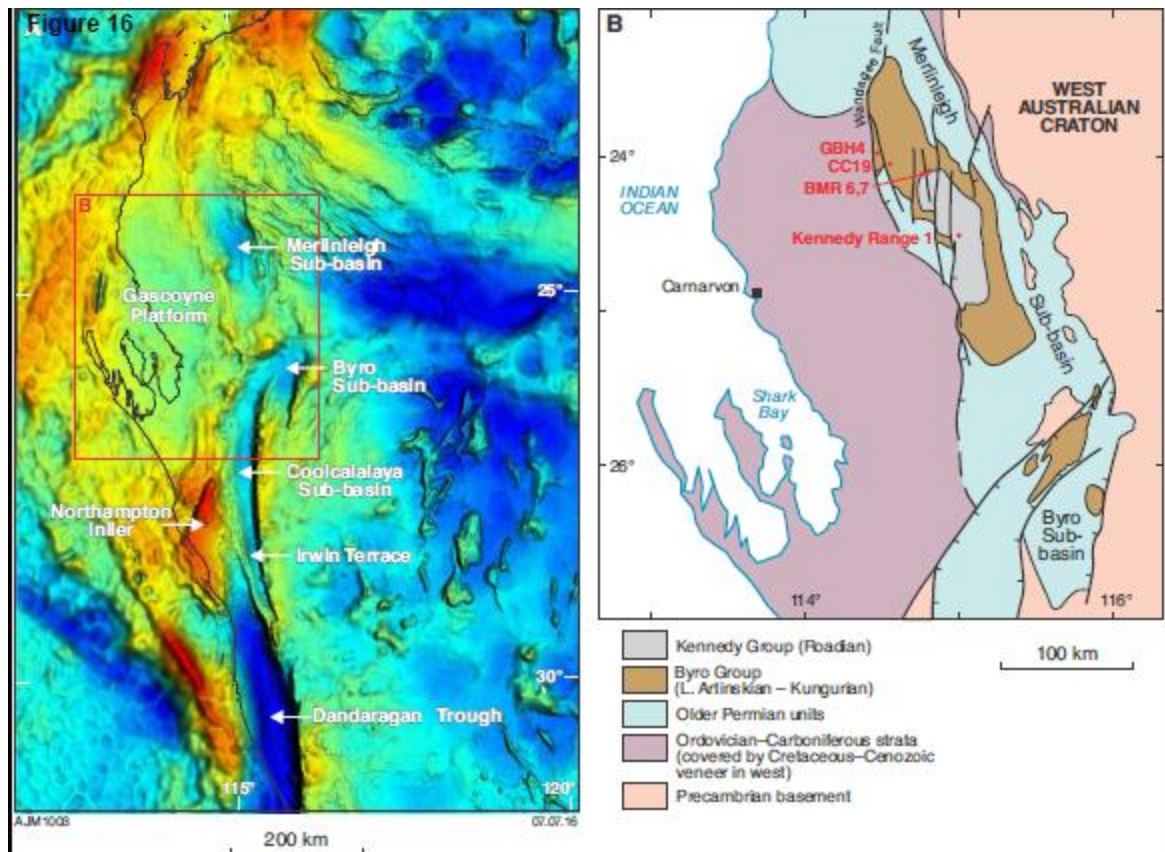 Figure 16
B
Merlinleigh
Sub-basin
Gascoyne
Platform
25°
Byro
Sub-basin
Coolcalalaya
Sub-basin
Northampton
Inlier
Irwin Terrace
30°
Dandaragan Trough
115°
120°
AJM1003
07.07.16
200 km
B
Wandagee Fault
Merlinleigh
WEST
AUSTRALIAN
CRATON
24°
GBH4
CC19
BMR 6,7
INDIAN
OCEAN
Kennedy Range 1
Carnarvon
Sub-basin
Shark
Bay
26°
Byro
Sub-
basin
114°
116°
Kennedy Group (Roadian)
100 km
Byro Group
(L. Artinskian – Kungurian)
Older Permian units
Ordovician–Carboniferous strata
(covered by Cretaceous–Cenozoic
veneer in west)
Precambrian basement